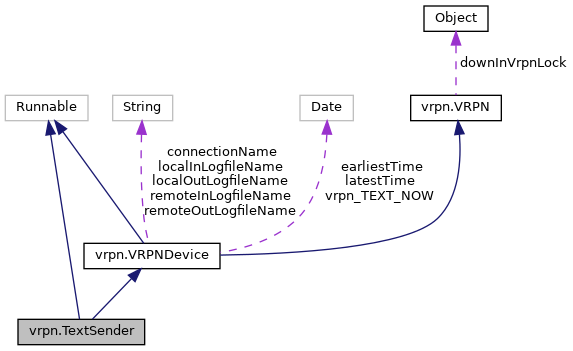 Object
downInVrpnLock
Runnable
String
Date
vrpn.VRPN
connectionName
localInLogfileName
localOutLogfileName
remoteInLogfileName
remoteOutLogfileName
earliestTime
latestTime
vrpn_TEXT_NOW
vrpn.VRPNDevice
vrpn.TextSender